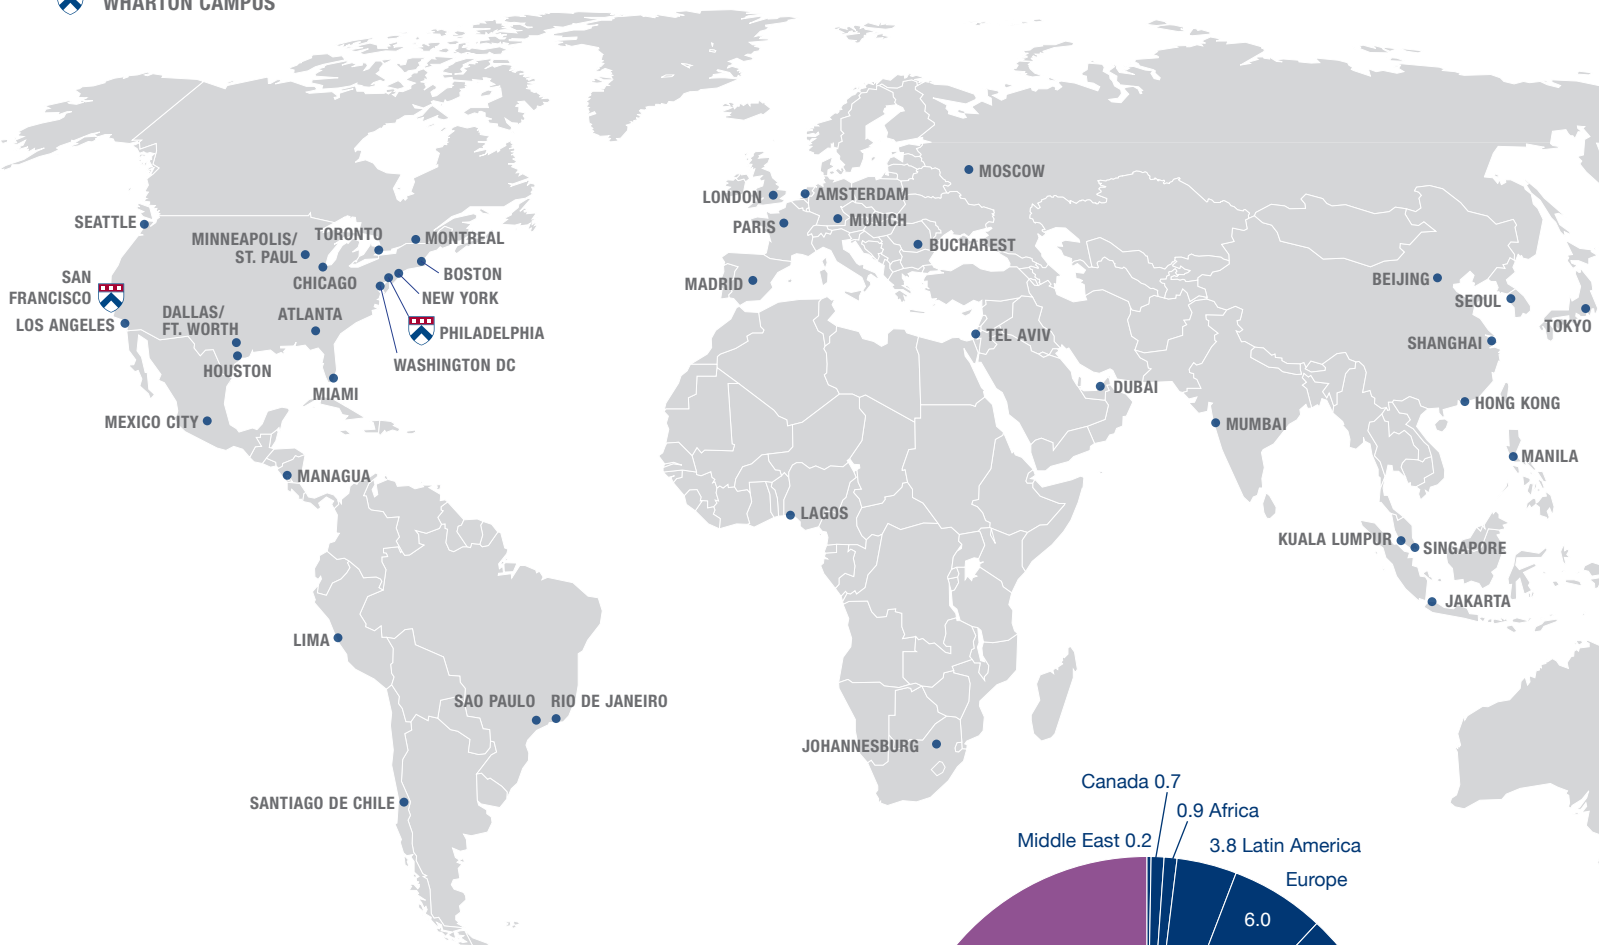 WHARTON CAMPUS
SEATTLE
MINNEAPOLIS/
ST. PAUL
TORONTO
MONTREAL
CHICAGO
BOSTON
NEW YORK
SAN
FRANCISCO
LOS ANGELES
DALLAS/
FT. WORTH
ATLANTA
PHILADELPHIA
HOUSTON
WASHINGTON DC
MIAMI
MEXICO CITY
MANAGUA
LIMA
SAO PAULO
RIO DE JANEIRO
SANTIAGO DE CHILE
MOSCOW
LONDON
AMSTERDAM
PARIS
MUNICH
BUCHAREST
MADRID
TEL AVIV
DUBAI
LAGOS
JOHANNESBURG
BEIJING
SEOUL
TOKYO
SHANGHAI
HONG KONG
MUMBAI
MANILA
KUALA LUMPUR
SINGAPORE
JAKARTA
Canada 0.7
0.9 Africa
Middle East 0.2
3.8 Latin America
Europe
6.0